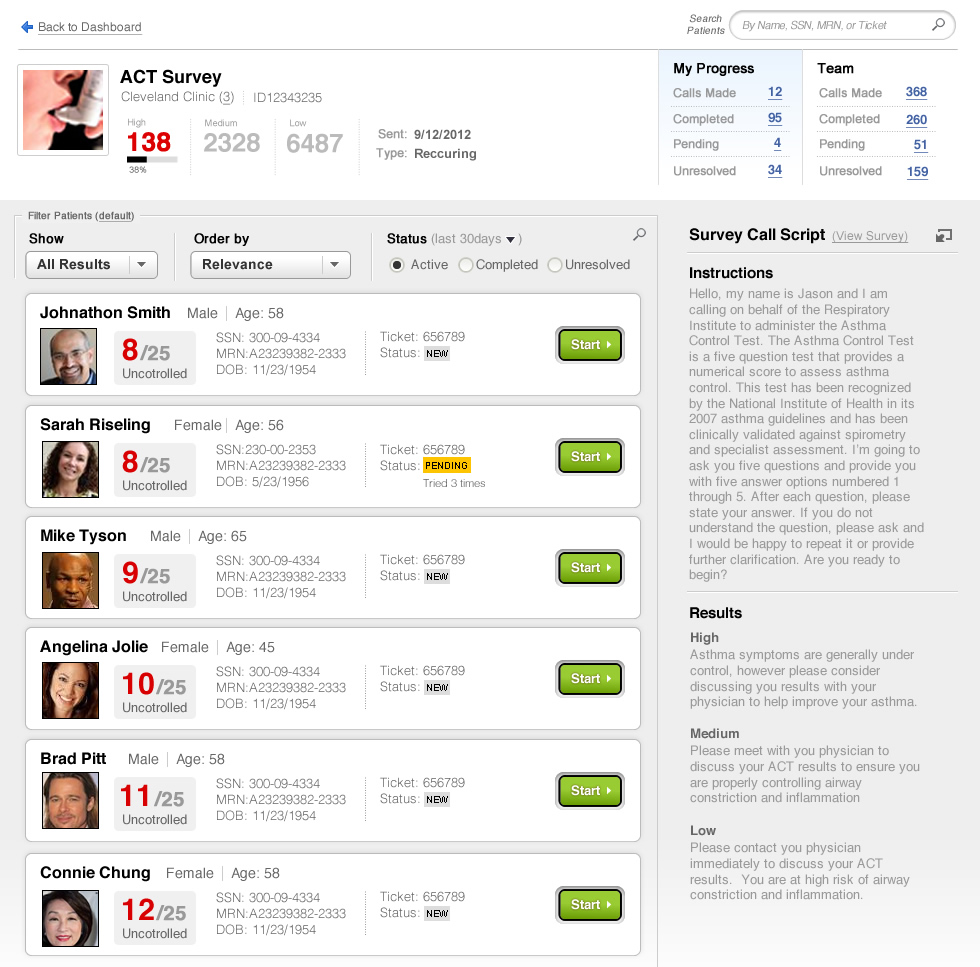 Back to Dashboard
Search Patients
By Name, SSN, MRN, or Ticket
ACT Survey
Cleveland Clinic (3) ID12343235
High
138
38%
Medium
2328
Low
6487
Sent: 9/12/2012
Type: Reccuring
My Progress
Calls Made 12
Completed 95
Pending 4
Unresolved 34
Team
Calls Made 368
Completed 260
Pending 51
Unresolved 159
Filter Patients (default)
Show
All Results
Order by
Relevance
Status (last 30days )
Active Completed Unresolved
Johnathon Smith Male Age: 58
8/25
Uncotrolled
SSN: 300-09-4334
MRN:A23239382-2333
DOB: 11/23/1954
Ticket: 656789
Status: NEW
Start
Sarah Riseling Female Age: 56
8/25
Uncotrolled
SSN:230-00-2353
MRN:A23239382-2333
DOB: 5/23/1956
Ticket: 656789
Status: PENDING
Tried 3 times
Start
Mike Tyson Male Age: 65
9/25
Uncotrolled
SSN: 300-09-4334
MRN:A23239382-2333
DOB: 11/23/1954
Ticket: 656789
Status: NEW
Start
Angelina Jolie Female Age: 45
10/25
Uncotrolled
SSN: 300-09-4334
MRN:A23239382-2333
DOB: 11/23/1954
Ticket: 656789
Status: NEW
Start
Brad Pitt Male Age: 58
11/25
Uncotrolled
SSN: 300-09-4334
MRN:A23239382-2333
DOB: 11/23/1954
Ticket: 656789
Status: NEW
Start
Connie Chung Female Age: 58
12/25
Uncotrolled
SSN: 300-09-4334
MRN:A23239382-2333
DOB: 11/23/1954
Ticket: 656789
Status: NEW
Start
Survey Call Script (View Survey)
Instructions
Hello, my name is Jason and I am
calling on behalf of the Respiratory
Institute to administer the Asthma
Control Test. The Asthma Control Test
is a five question test that provides a
numerical score to assess asthma
control. This test has been recognized
by the National Institute of Health in its
2007 asthma guidelines and has been
clinically validated against spirometry
and specialist assessment. I'm going to
ask you five questions and provide you
with five answer options numbered 1
through 5. After each question, please
state your answer. If you do not
understand the question, please ask and
I would be happy to repeat it or provide
further clarification. Are you ready to
begin?
Results
High
Asthma symptoms are generally under
control, however please consider
discussing you results with your
physician to help improve your asthma.
Medium
Please meet with you physician to
discuss your ACT results to ensure you
are properly controlling airway
constriction and inflammation
Low
Please contact you physician
immediately to discuss your ACT
results. You are at high risk of airway
constriction and inflammation.